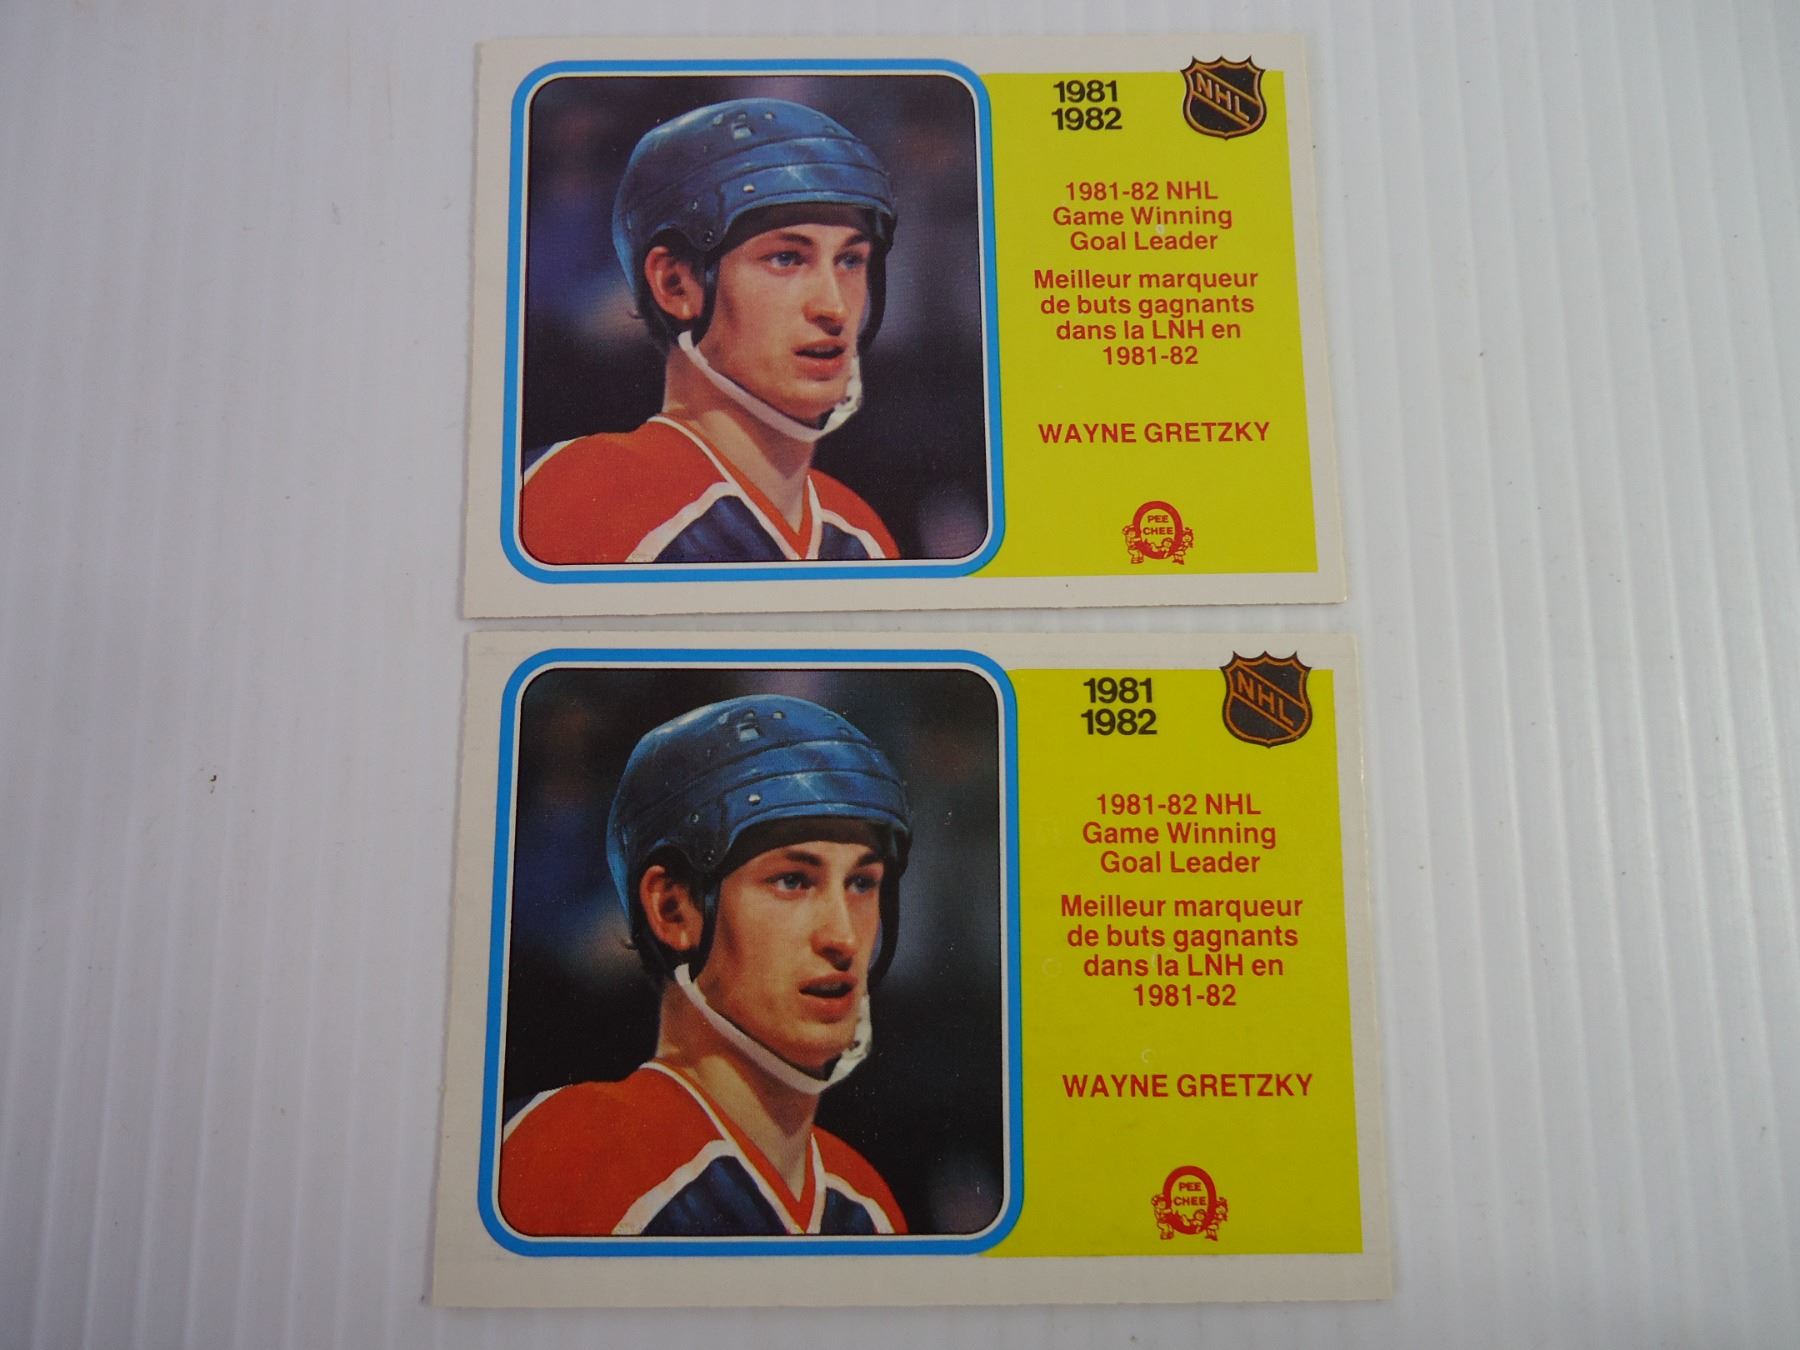 1981
1982
NHL
1981-82 NHL
Game Winning
Goal Leader
Meilleur marqueur
de buts gagnants
dans la LNH en
1981-82
WAYNE GRETZKY
PEE
CHEE
1981
1982
NHL
1981-82 NHL
Game Winning
Goal Leader
Meilleur marqueur
de buts gagnants
dans la LNH en
1981-82
WAYNE GRETZKY
PEE
CHEE